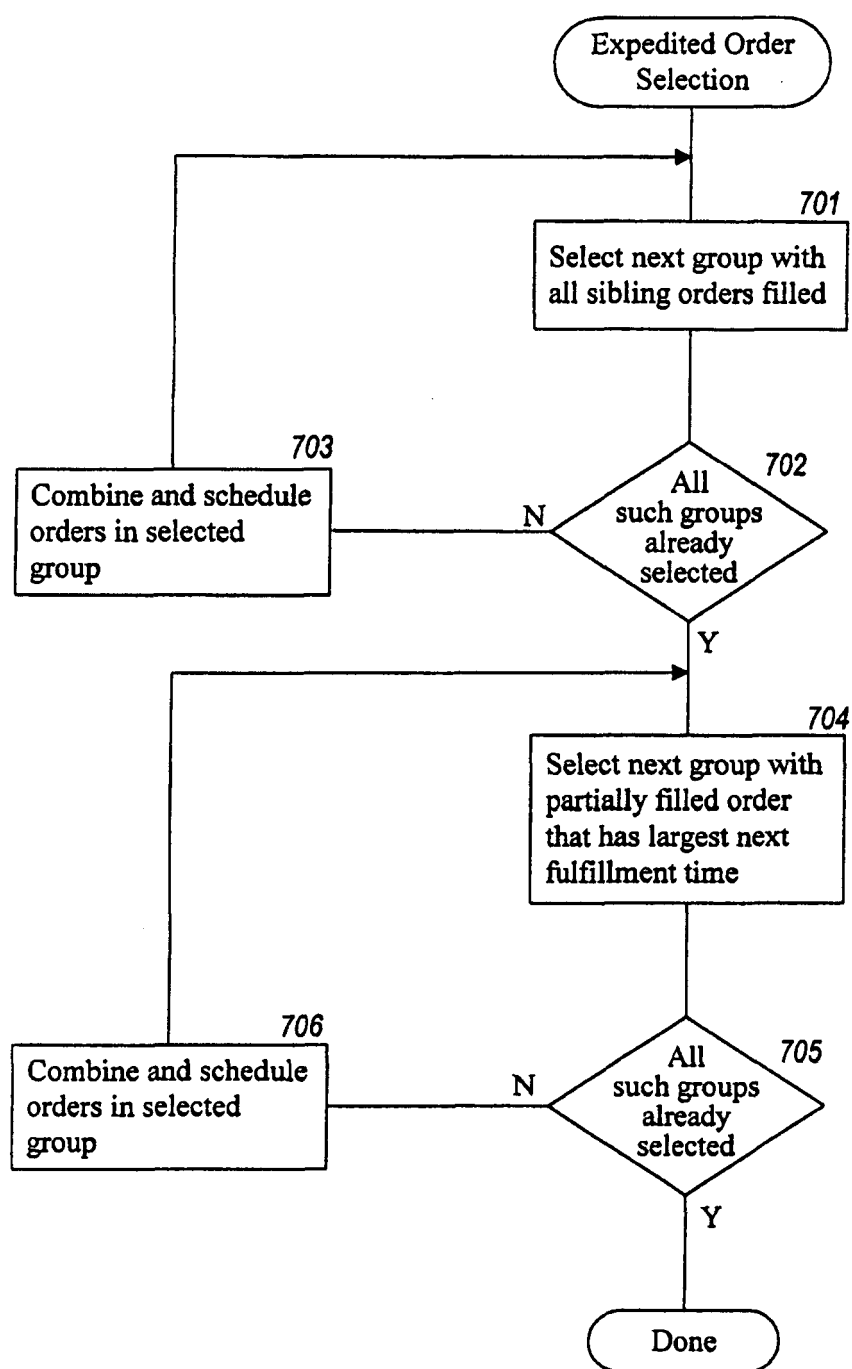 Expedited Order
Selection
701
Select next group with
all sibling orders filled
703
Combine and schedule
orders in selected
group
702
All
such groups
already
selected
N
Y
704
Select next group with
partially filled order
that has largest next
fulfillment time
706
Combine and schedule
orders in selected
group
705
All
such groups
already
selected
N
Y
Done